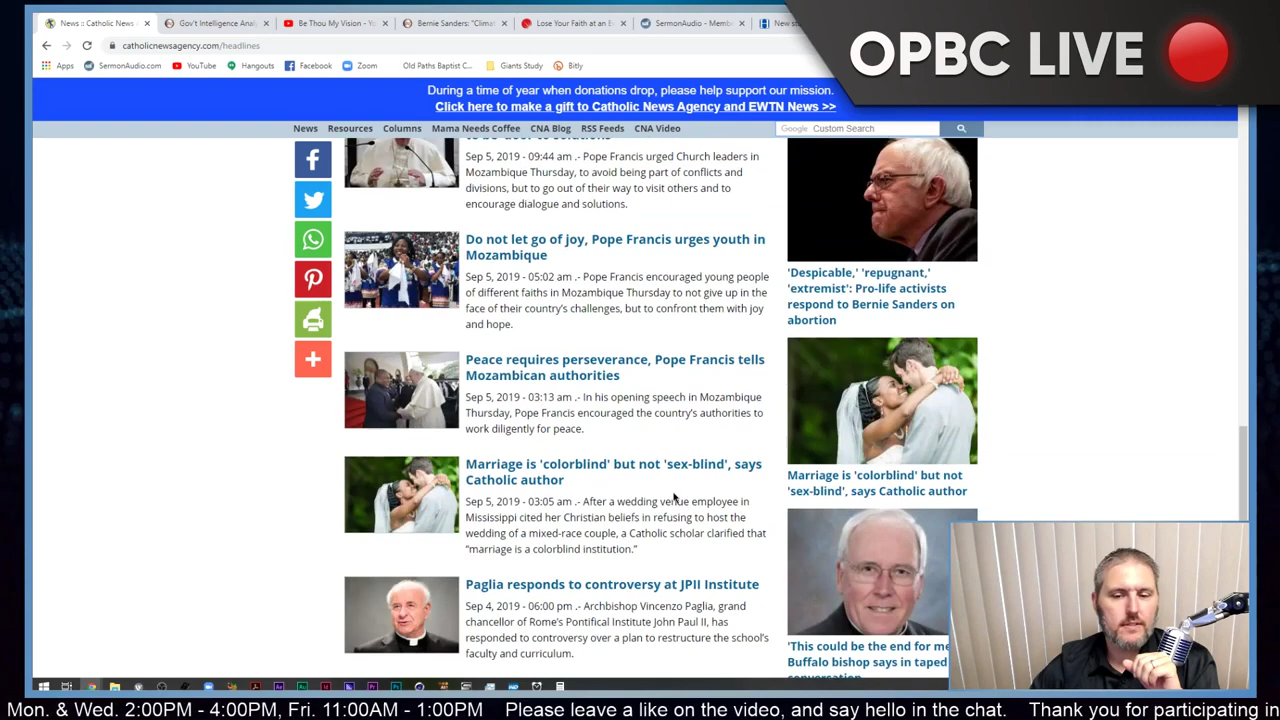 News :: Catholic News
Gov't Intelligence Anal
Be Thou My Vision - Yo
Bernie Sanders: "Climat
Lose Your Faith at an E
SermonAudio - Memb
New s
OPBC LIVE
catholicnewsagency.com/headlines
Apps
SermonAudio.com
YouTube
Hangouts
Facebook
Zoom
Old Paths Baptist C...
Giants Study
Bitly
During a time of year when donations drop, please help support our mission.
Click here to make a gift to Catholic News Agency and EWTN News >>
News Resources Columns Mama Needs Coffee CNA Blog RSS Feeds CNA Video
Google Custom Search
Sep 5, 2019 - 09:44 am .- Pope Francis urged Church leaders in
Mozambique Thursday, to avoid being part of conflicts and
divisions, but to go out of their way to visit others and to
encourage dialogue and solutions.
Do not let go of joy, Pope Francis urges youth in
Mozambique
Sep 5, 2019 - 05:02 am .- Pope Francis encouraged young people
of different faiths in Mozambique Thursday to not give up in the
face of their country's challenges, but to confront them with joy
and hope.
Peace requires perseverance, Pope Francis tells
Mozambican authorities
Sep 5, 2019 - 03:13 am .- In his opening speech in Mozambique
Thursday, Pope Francis encouraged the country's authorities to
work diligently for peace.
Marriage is 'colorblind' but not 'sex-blind', says
Catholic author
Sep 5, 2019 - 03:05 am .- After a wedding venue employee in
Mississippi cited her Christian beliefs in refusing to host the
wedding of a mixed-race couple, a Catholic scholar clarified that
“marriage is a colorblind institution.”
Paglia responds to controversy at JPII Institute
Sep 4, 2019 - 06:00 pm .- Archbishop Vincenzo Paglia, grand
chancellor of Rome's Pontifical Institute John Paul II, has
responded to controversy over a plan to restructure the school's
faculty and curriculum.
'Despicable,' 'repugnant,'
'extremist': Pro-life activists
respond to Bernie Sanders on
abortion
Marriage is 'colorblind' but not
'sex-blind', says Catholic author
'This could be the end for me
Buffalo bishop says in taped
Mon. & Wed. 2:00PM - 4:00PM, Fri. 11:00AM - 1:00PM Please leave a like on the video, and say hello in the chat. Thank you for participating in